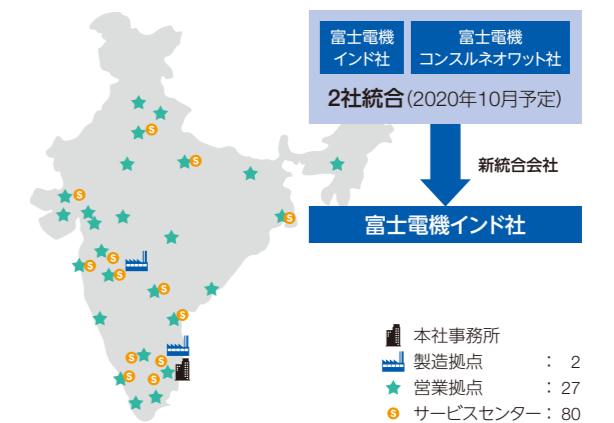 富士電機
インド社
富士電機
コンスルネオワット社
2社統合(2020年10月予定)
新統合会社
富士電機インド社
本社事務所
製造拠点 : 2
営業拠点 : 27
サービスセンター : 80
S
S
S
S
S
S
S
S
S
S
S
S
S
S